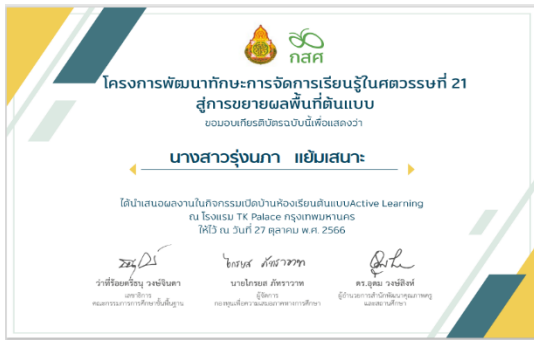 กสศ
โครงการพัฒนาทักษะการจัดการเรียนรู้ในศตวรรษที่ 21
สู่การขยายผลพื้นที่ต้นแบบ
ขอมอบเกียรติบัตรฉบับนี้เพื่อแสดงว่า
นางสาวรุ่งนภา แย้มเสนาะ
ได้นำเสนอผลงานในกิจกรรมเปิดบ้านห้องเรียนต้นแบบActive Learning
ณ โรงแรม TK Palace กรุงเทพมหานคร
ให้ไว้ ณ วันที่ 27 ตุลาคม พ.ศ. 2566
ไกรยส ภัทราวาท
ว่าที่ร้อยตรีธนุ วงษ์จินดา นายไกรยส ภัทราวาท ดร.อุดม วงษ์สิงห์
เลขาธิการ ผู้จัดการ ผู้อำนวยการสำนักพัฒนาคุณภาพครู
คณะกรรมการการศึกษาขั้นพื้นฐาน กองทุนเพื่อความเสมอภาคทางการศึกษา และสถานศึกษา